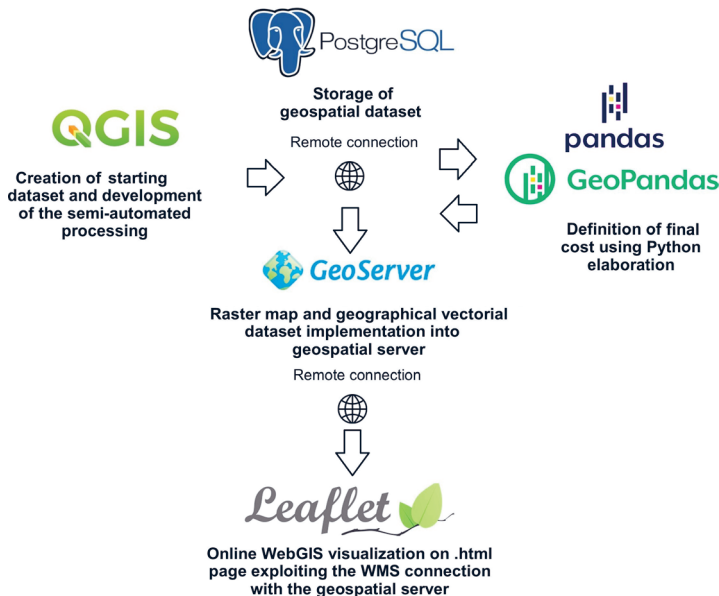 PostgreSQL
Storage of
geospatial dataset
Remote connection
QGIS
Creation of starting
dataset and development
of the semi-automated
processing
pandas
GeoPandas
Definition of final
cost using Python
elaboration
GeoServer
Raster map and geographical vectorial
dataset implementation into
geospatial server
Remote connection
Leaflet
Online WebGIS visualization on .html
page exploiting the WMS connection
with the geospatial server